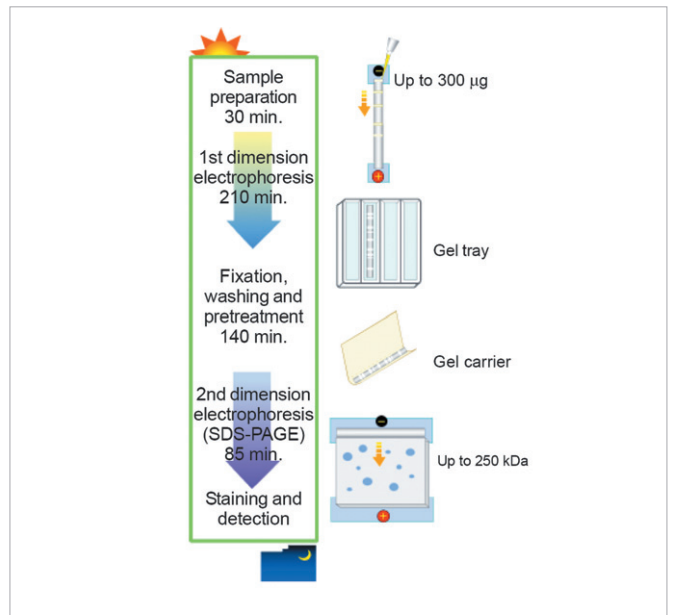 Sample
preparation
30 min.
Up to 300 µg
1st dimension
electrophoresis
210 min.
Gel tray
Fixation,
washing and
pretreatment
140 min.
Gel carrier
2nd dimension
electrophoresis
(SDS-PAGE)
85 min.
Up to 250 kDa
Staining and
detection